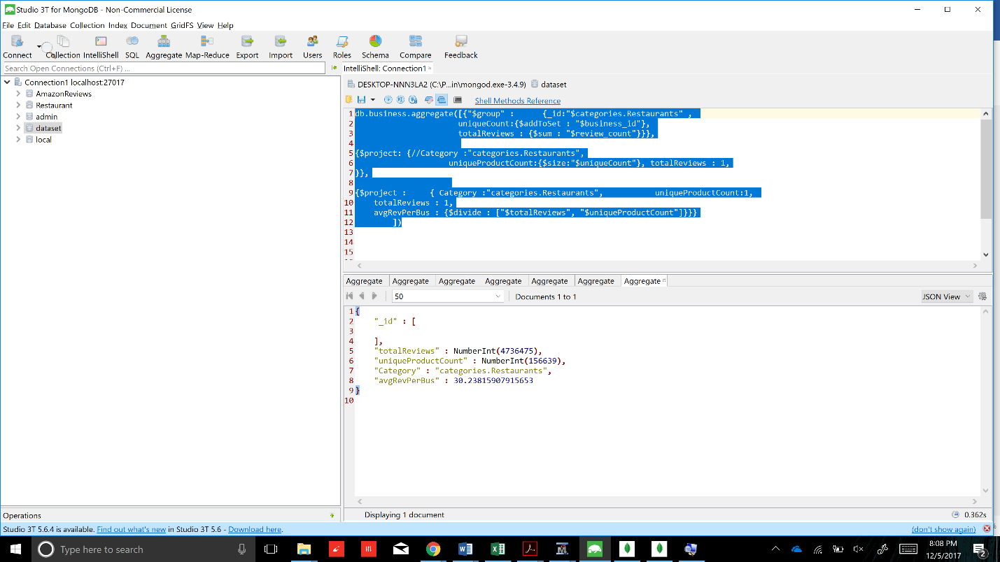 Studio 3T for MongoDB - Non-Commercial License
File Edit Database Collection Index Document GridFS View Help
Connect Collection IntelliShell SQL Aggregate Map-Reduce Export Import Users Roles Schema Compare Feedback
Search Open Connections (Ctrl+F) ...
IntelliShell: Connection1
Connection1 localhost:27017
AmazonReviews
Restaurant
admin
dataset
local
DESKTOP-NNN3LA2 (C:\P...in\mongod.exe-3.4.9) dataset
Shell Methods Reference
1 db.business.aggregate([{"$group" : {_id:"$categories.Restaurants" ,
2 uniqueCount:{$addToSet : "$business_id"},
3 totalReviews : {$sum : "$review_count"}}},
4
5 {$project: {//Category :"categories.Restaurants",
6 uniqueProductCount:{$size:"$uniqueCount"}, totalReviews : 1,
7 }},
8
9 {$project : { Category :"categories.Restaurants", uniqueProductCount:1,
10 totalReviews : 1,
11 avgRevPerBus : {$divide : ["$totalReviews", "$uniqueProductCount"]}}}
12 ])
13
14
15
Aggregate Aggregate Aggregate Aggregate Aggregate Aggregate Aggregate
50 Documents 1 to 1 JSON View
1 {
2 "_id" : [
3
4 ],
5 "totalReviews" : NumberInt(4736475),
6 "uniqueProductCount" : NumberInt(156639),
7 "Category" : "categories.Restaurants",
8 "avgRevPerBus" : 30.23815907915653
9 }
10
Operations
Displaying 1 document 0.362s
Studio 3T 5.6.4 is available. Find out what's new in Studio 3T 5.6 - Download here. (don't show again)
Type here to search
8:08 PM
12/5/2017
2